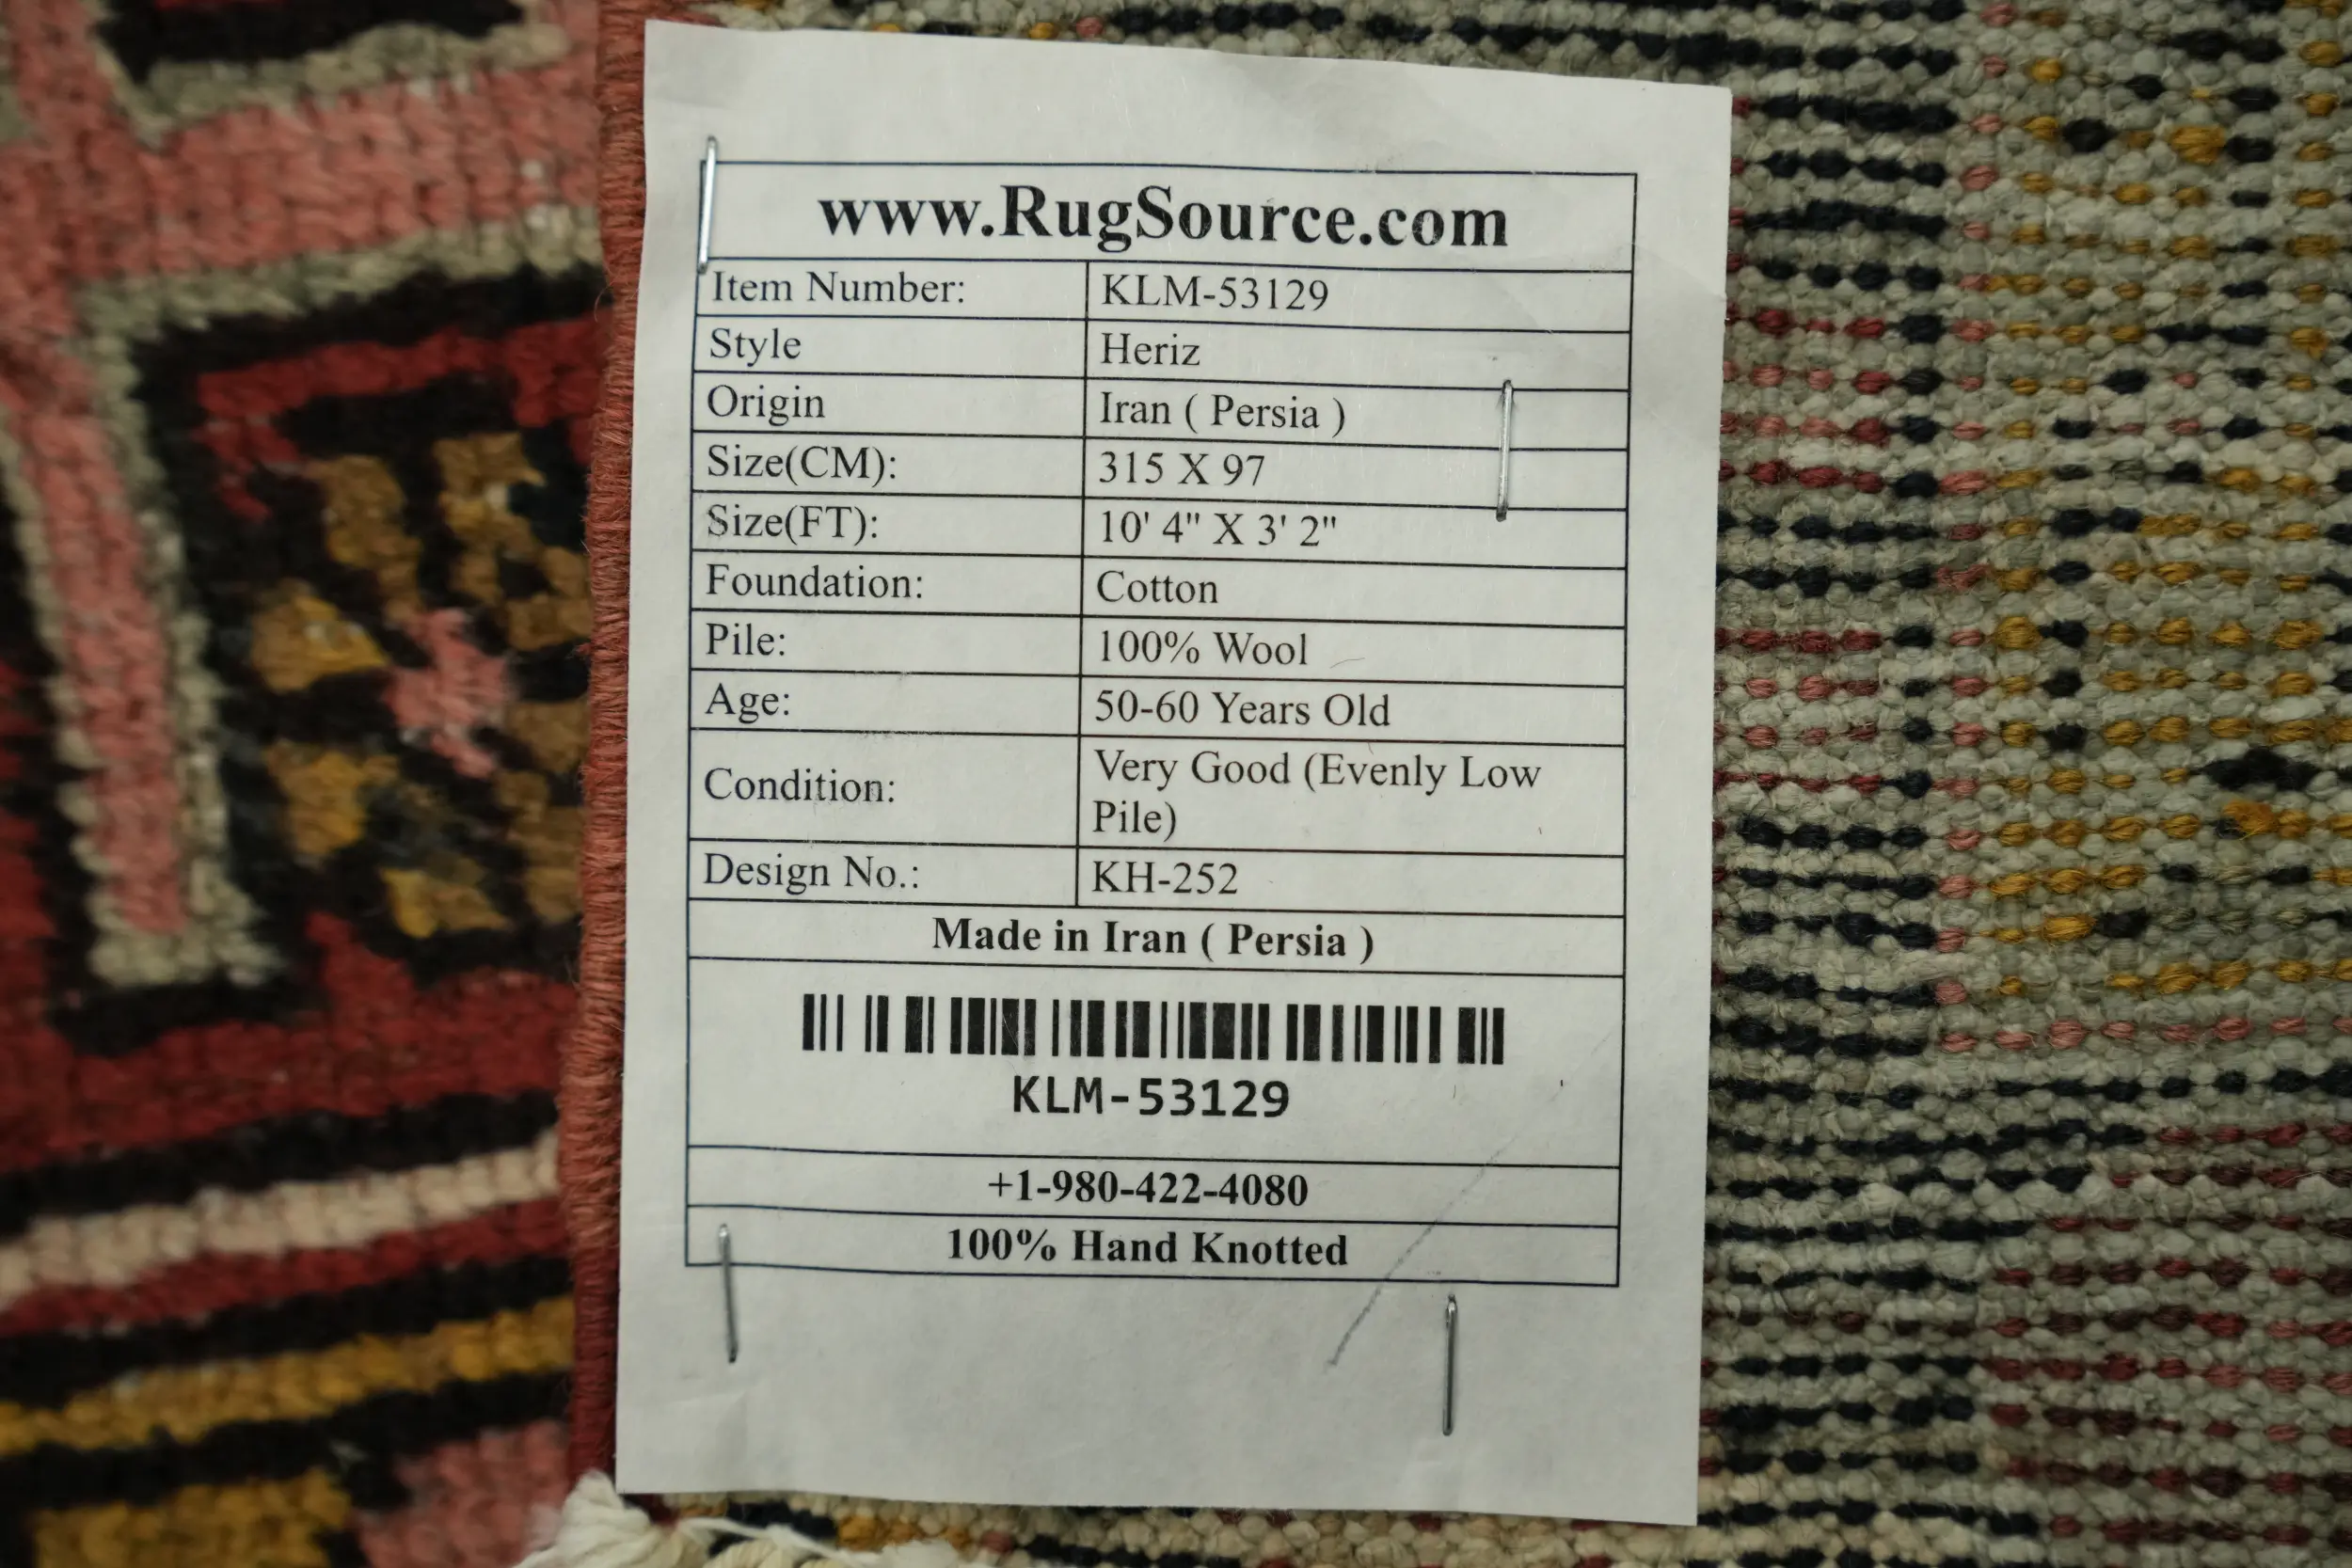 www.RugSource.com
Item Number: KLM-53129
Style Heriz
Origin Iran ( Persia )
Size(CM): 315 X 97
Size(FT): 10' 4" X 3' 2"
Foundation: Cotton
Pile: 100% Wool
Age: 50-60 Years Old
Condition: Very Good (Evenly Low
Pile)
Design No.: KH-252
Made in Iran ( Persia )
KLM-53129
+1-980-422-4080
100% Hand Knotted